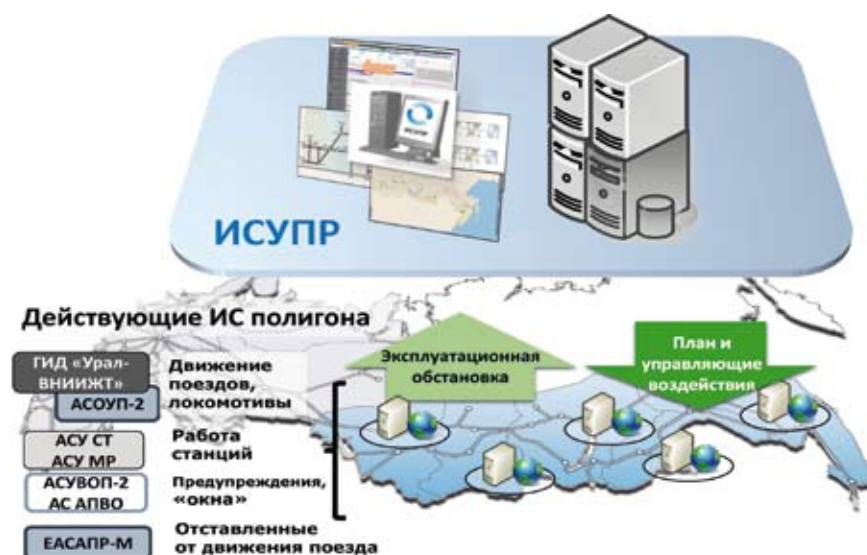 ИСУПР
ИСУПР
Действующие ИС полигона
ГИД «Урал-
ВНИИЖТ»
АСОУП-2
Движение
поездов,
локомотивы
АСУ СТ
АСУ МР
Работа
станций
АСУВОП-2
АС АПВО
Предупреждения,
«окна»
ЕАСАПР-М
Отставленные
от движения поезда
Эксплуатационная
обстановка
План и
управляющие
воздействия